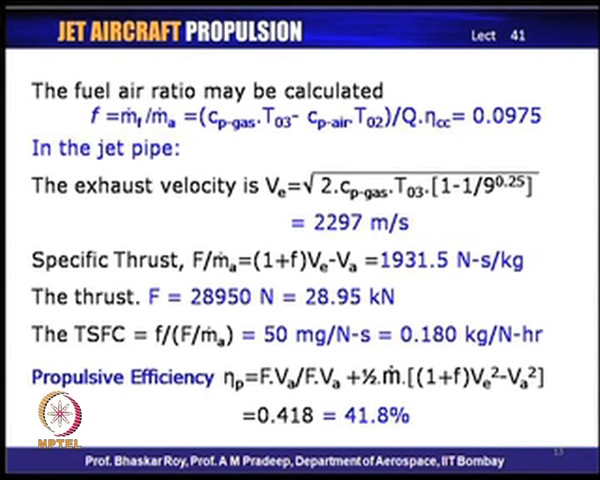 JET AIRCRAFT PROPULSION Lect 41
The fuel air ratio may be calculated
f =ṁf/ṁa =(cp-gas.T03- cp-air.T02)/Q.ηcc= 0.0975
In the jet pipe:
The exhaust velocity is Ve=√ 2.cp-gas.T03.[1-1/9^0.25]
= 2297 m/s
Specific Thrust, F/ṁa=(1+f)Ve-Va =1931.5 N-s/kg
The thrust. F = 28950 N = 28.95 kN
The TSFC = f/(F/ṁa) = 50 mg/N-s = 0.180 kg/N-hr
Propulsive Efficiency ηp=F.Va/F.Va +½.ṁ.[(1+f)Ve²-Va²]
=0.418 = 41.8%
NPTEL
13
Prof. Bhaskar Roy, Prof. A M Pradeep, Department of Aerospace, IIT Bombay